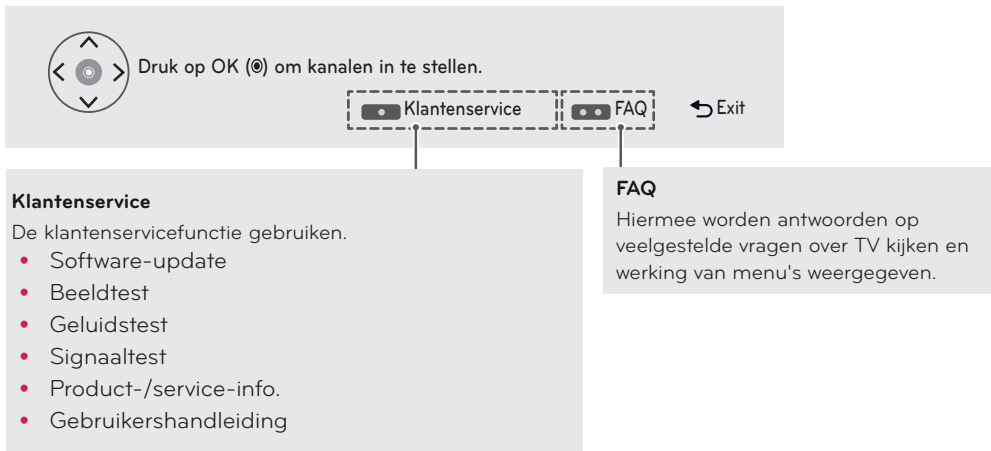 Druk op OK (◉) om kanalen in te stellen.
Klantenservice FAQ Exit
Klantenservice
De klantenservicefunctie gebruiken.
• Software-update
• Beeldtest
• Geluidstest
• Signaaltest
• Product-/service-info.
• Gebruikershandleiding
FAQ
Hiermee worden antwoorden op
veelgestelde vragen over TV kijken en
werking van menu's weergegeven.